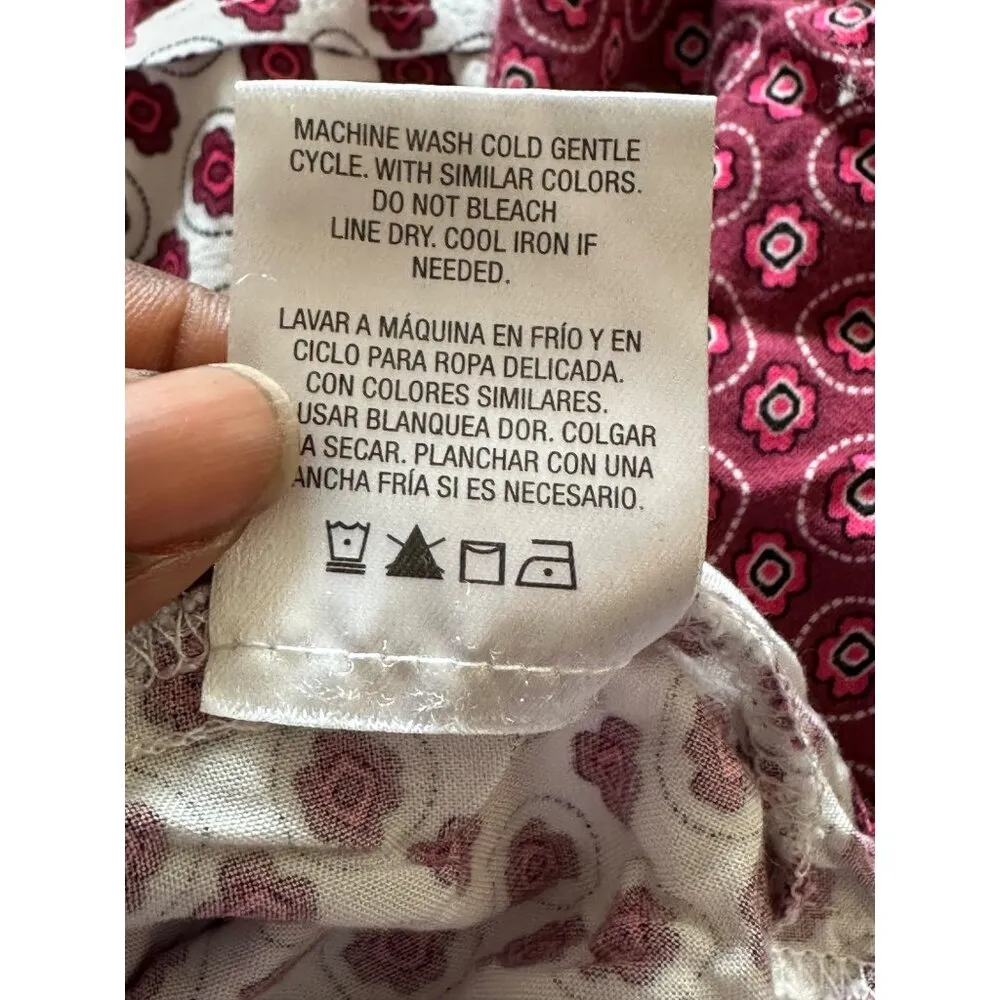 MACHINE WASH COLD GENTLE
CYCLE. WITH SIMILAR COLORS.
DO NOT BLEACH
LINE DRY. COOL IRON IF
NEEDED.
LAVAR A MÁQUINA EN FRÍO Y EN
CICLO PARA ROPA DELICADA.
CON COLORES SIMILARES.
USAR BLANQUEA DOR. COLGAR
A SECAR. PLANCHAR CON UNA
FRÍA SI ES NECESARIO.